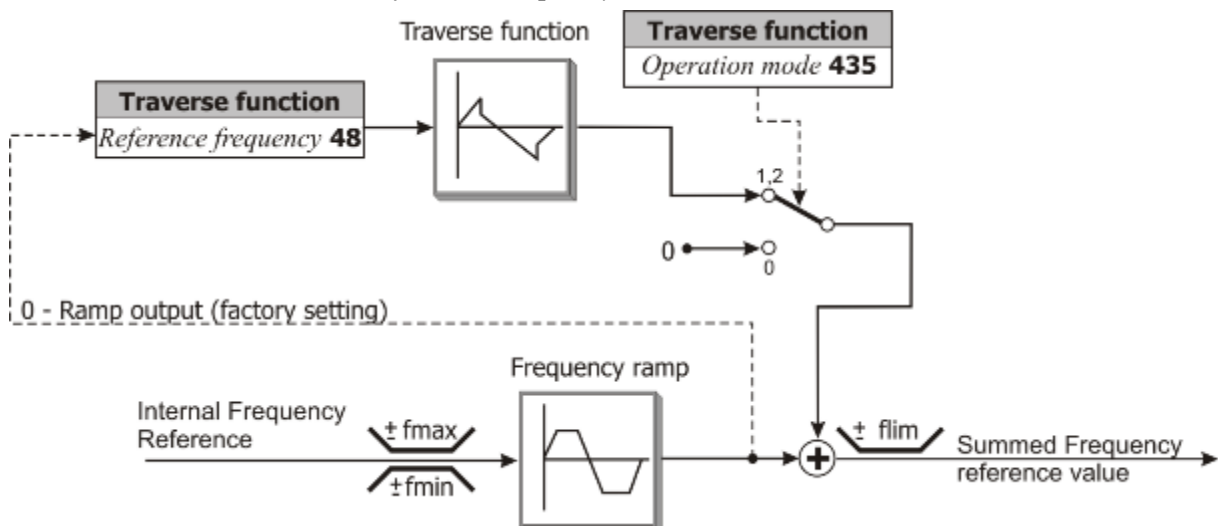 Traverse function
Traverse function
Operation mode 435
Traverse function
Reference frequency 48
1,2
0
0
0 - Ramp output (factory setting)
Frequency ramp
Internal Frequency
Reference
± fmax
±fmin
± flim
Summed Frequency
reference value